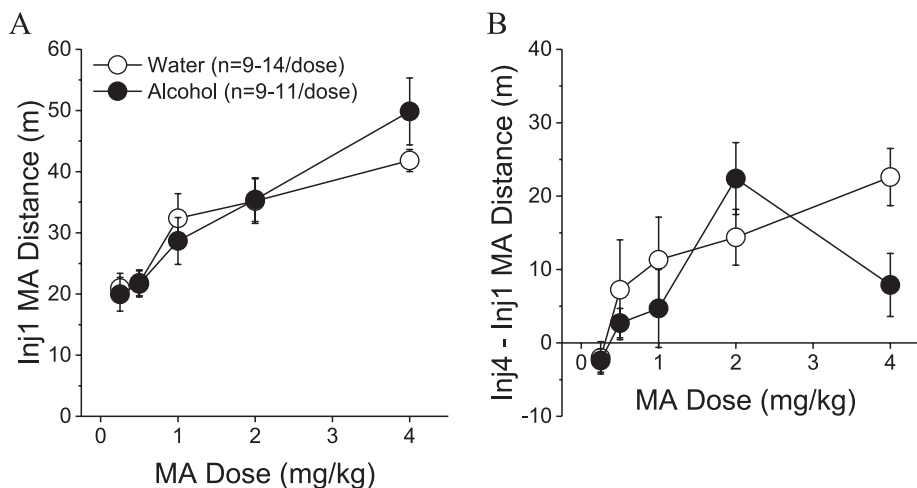 A
Inj1 MA Distance (m)
60
50
40
30
20
10
0
Water (n=9-14/dose)
Alcohol (n=9-11/dose)
0 1 2 3 4
MA Dose (mg/kg)
B
Inj4 - Inj1 MA Distance (m)
40
30
20
10
0
-10
0 1 2 3 4
MA Dose (mg/kg)